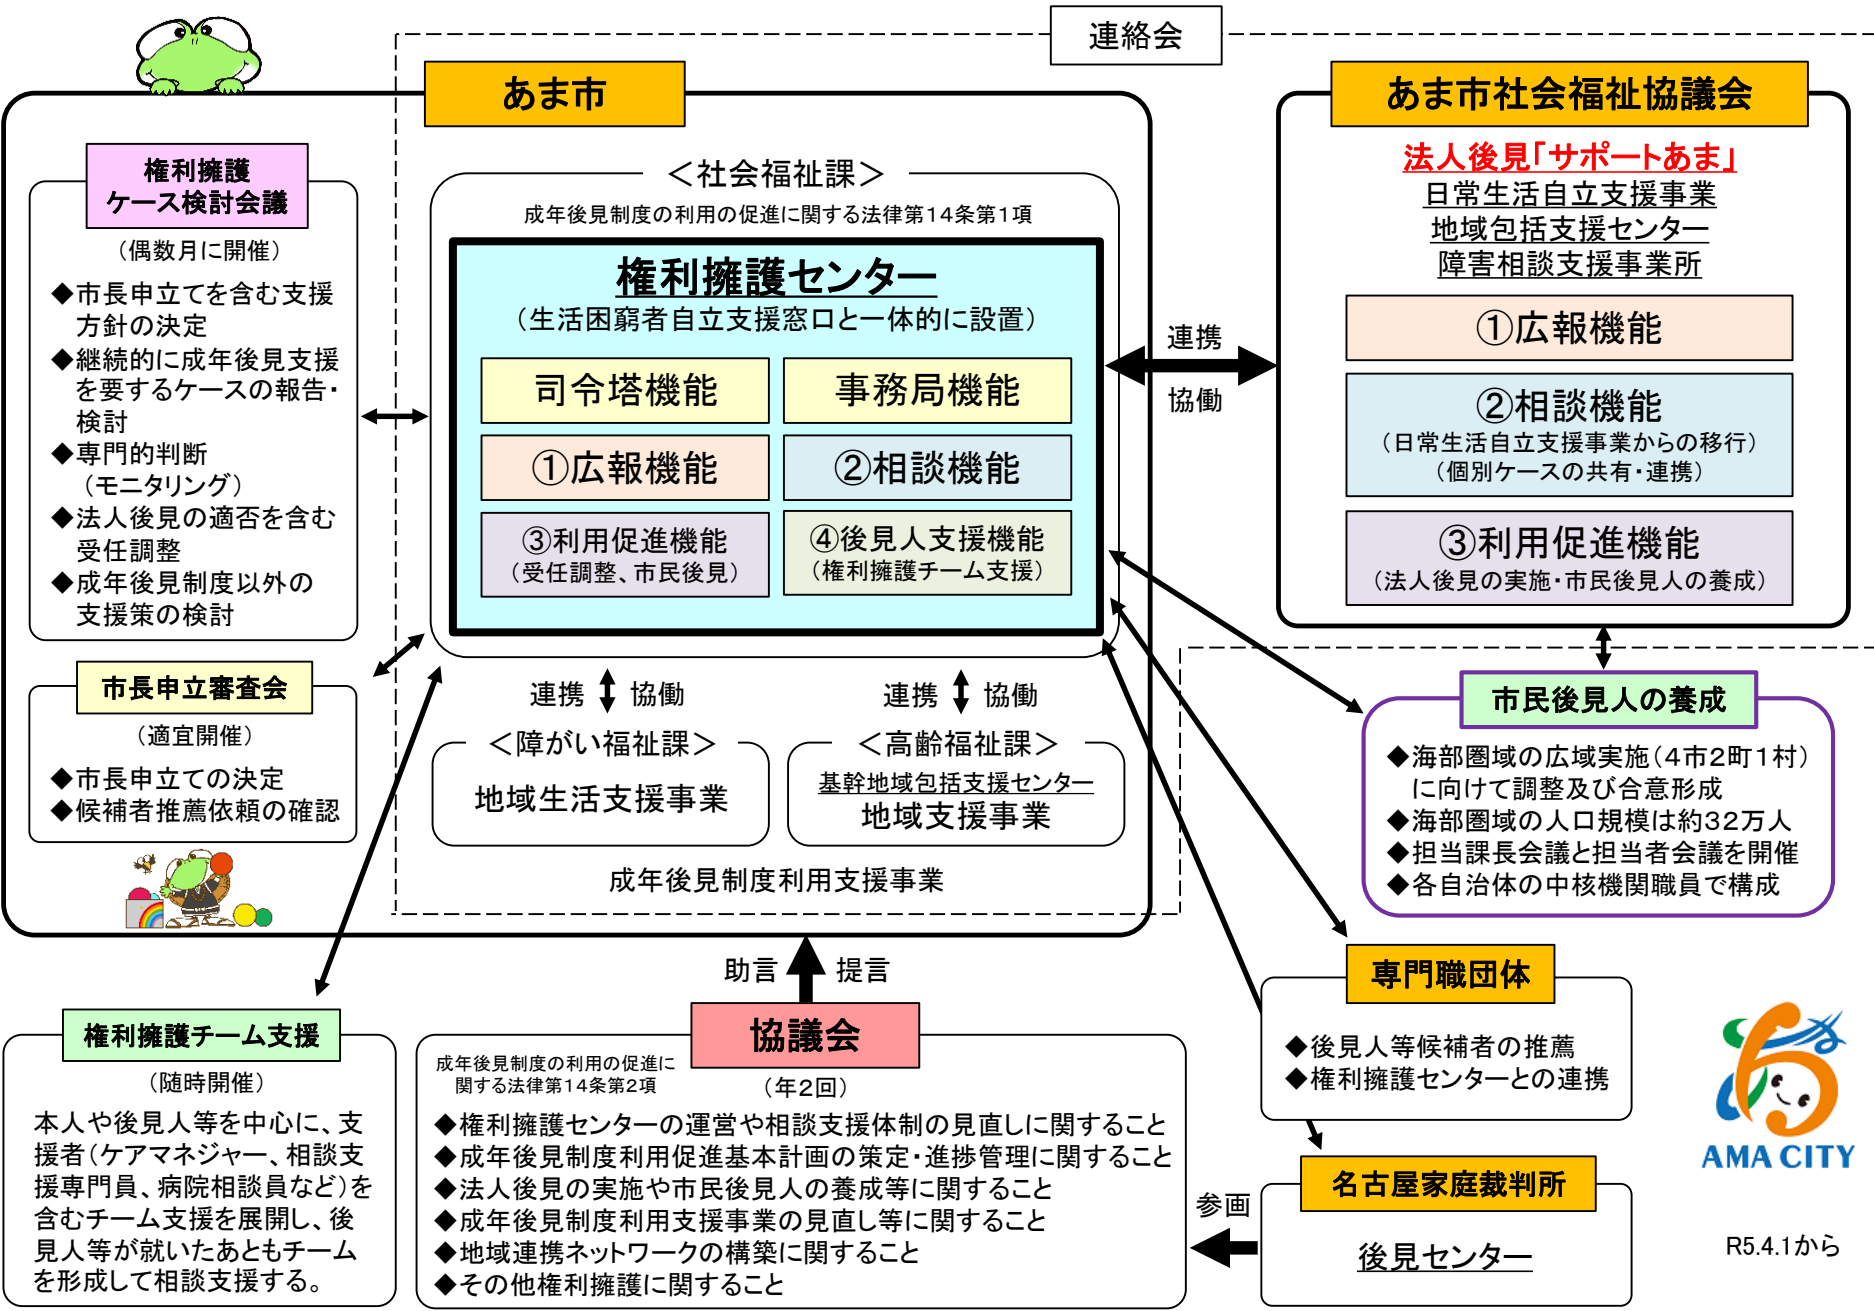 連絡会
あま市
権利擁護
ケース検討会議
（偶数月に開催）
◆市長申立てを含む支援
方針の決定
◆継続的に成年後見支援
を要するケースの報告・
検討
◆専門的判断
（モニタリング）
◆法人後見の適否を含む
受任調整
◆成年後見制度以外の
支援策の検討
市長申立審査会
（適宜開催）
◆市長申立ての決定
◆候補者推薦依頼の確認
＜社会福祉課＞
成年後見制度の利用の促進に関する法律第14条第1項
権利擁護センター
（生活困窮者自立支援窓口と一体的に設置）
司令塔機能
事務局機能
①広報機能
②相談機能
③利用促進機能
（受任調整、市民後見）
④後見人支援機能
（権利擁護チーム支援）
連携 協働
連携 協働
＜障がい福祉課＞
地域生活支援事業
＜高齢福祉課＞
基幹地域包括支援センター
地域支援事業
成年後見制度利用支援事業
連携
協働
あま市社会福祉協議会
法人後見「サポートあま」
日常生活自立支援事業
地域包括支援センター
障害相談支援事業所
①広報機能
②相談機能
（日常生活自立支援事業からの移行）
（個別ケースの共有・連携）
③利用促進機能
（法人後見の実施・市民後見人の養成）
市民後見人の養成
◆海部圏域の広域実施（4市2町1村）
に向けて調整及び合意形成
◆海部圏域の人口規模は約32万人
◆担当課長会議と担当者会議を開催
◆各自治体の中核機関職員で構成
助言 提言
権利擁護チーム支援
（随時開催）
本人や後見人等を中心に、支
援者（ケアマネジャー、相談支
援専門員、病院相談員など）を
含むチーム支援を展開し、後
見人等が就いたあともチーム
を形成して相談支援する。
協議会
成年後見制度の利用の促進に
関する法律第14条第2項
（年2回）
◆権利擁護センターの運営や相談支援体制の見直しに関すること
◆成年後見制度利用促進基本計画の策定・進捗管理に関すること
◆法人後見の実施や市民後見人の養成等に関すること
◆成年後見制度利用支援事業の見直し等に関すること
◆地域連携ネットワークの構築に関すること
◆その他権利擁護に関すること
専門職団体
◆後見人等候補者の推薦
◆権利擁護センターとの連携
参画
名古屋家庭裁判所
後見センター
AMA CITY
R5.4.1から